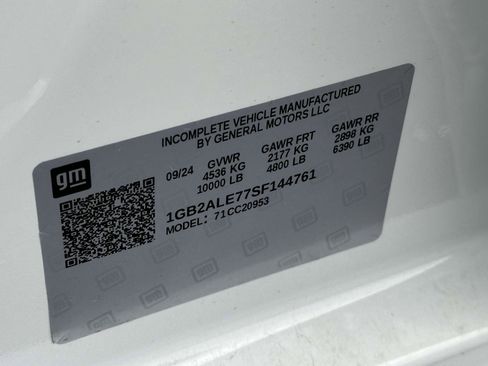 INCOMPLETE VEHICLE MANUFACTURED
BY GENERAL MOTORS LLC
gm
09/24
GVWR
4536 KG
10000 LB
GAWR FRT
2177 KG
4800 LB
GAWR RR
2898 KG
6390 LB
1GB2ALE77SF144761
MODEL: 71CC20953